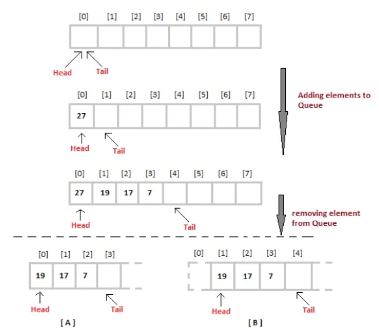 [0] [1] [2] [3] [4] [5] [6] [7]
Head Tail
Adding elements to
Queue
[0] [1] [2] [3] [4] [5] [6] [7]
27
Head Tail
[0] [1] [2] [3] [4] [5] [6] [7]
27 19 17 7
Head Tail
removing element
from Queue
[0] [1] [2] [3]
19 17 7
Head Tail
[ A ]
[0] [1] [2] [3] [4]
19 17 7
Head Tail
[ B ]